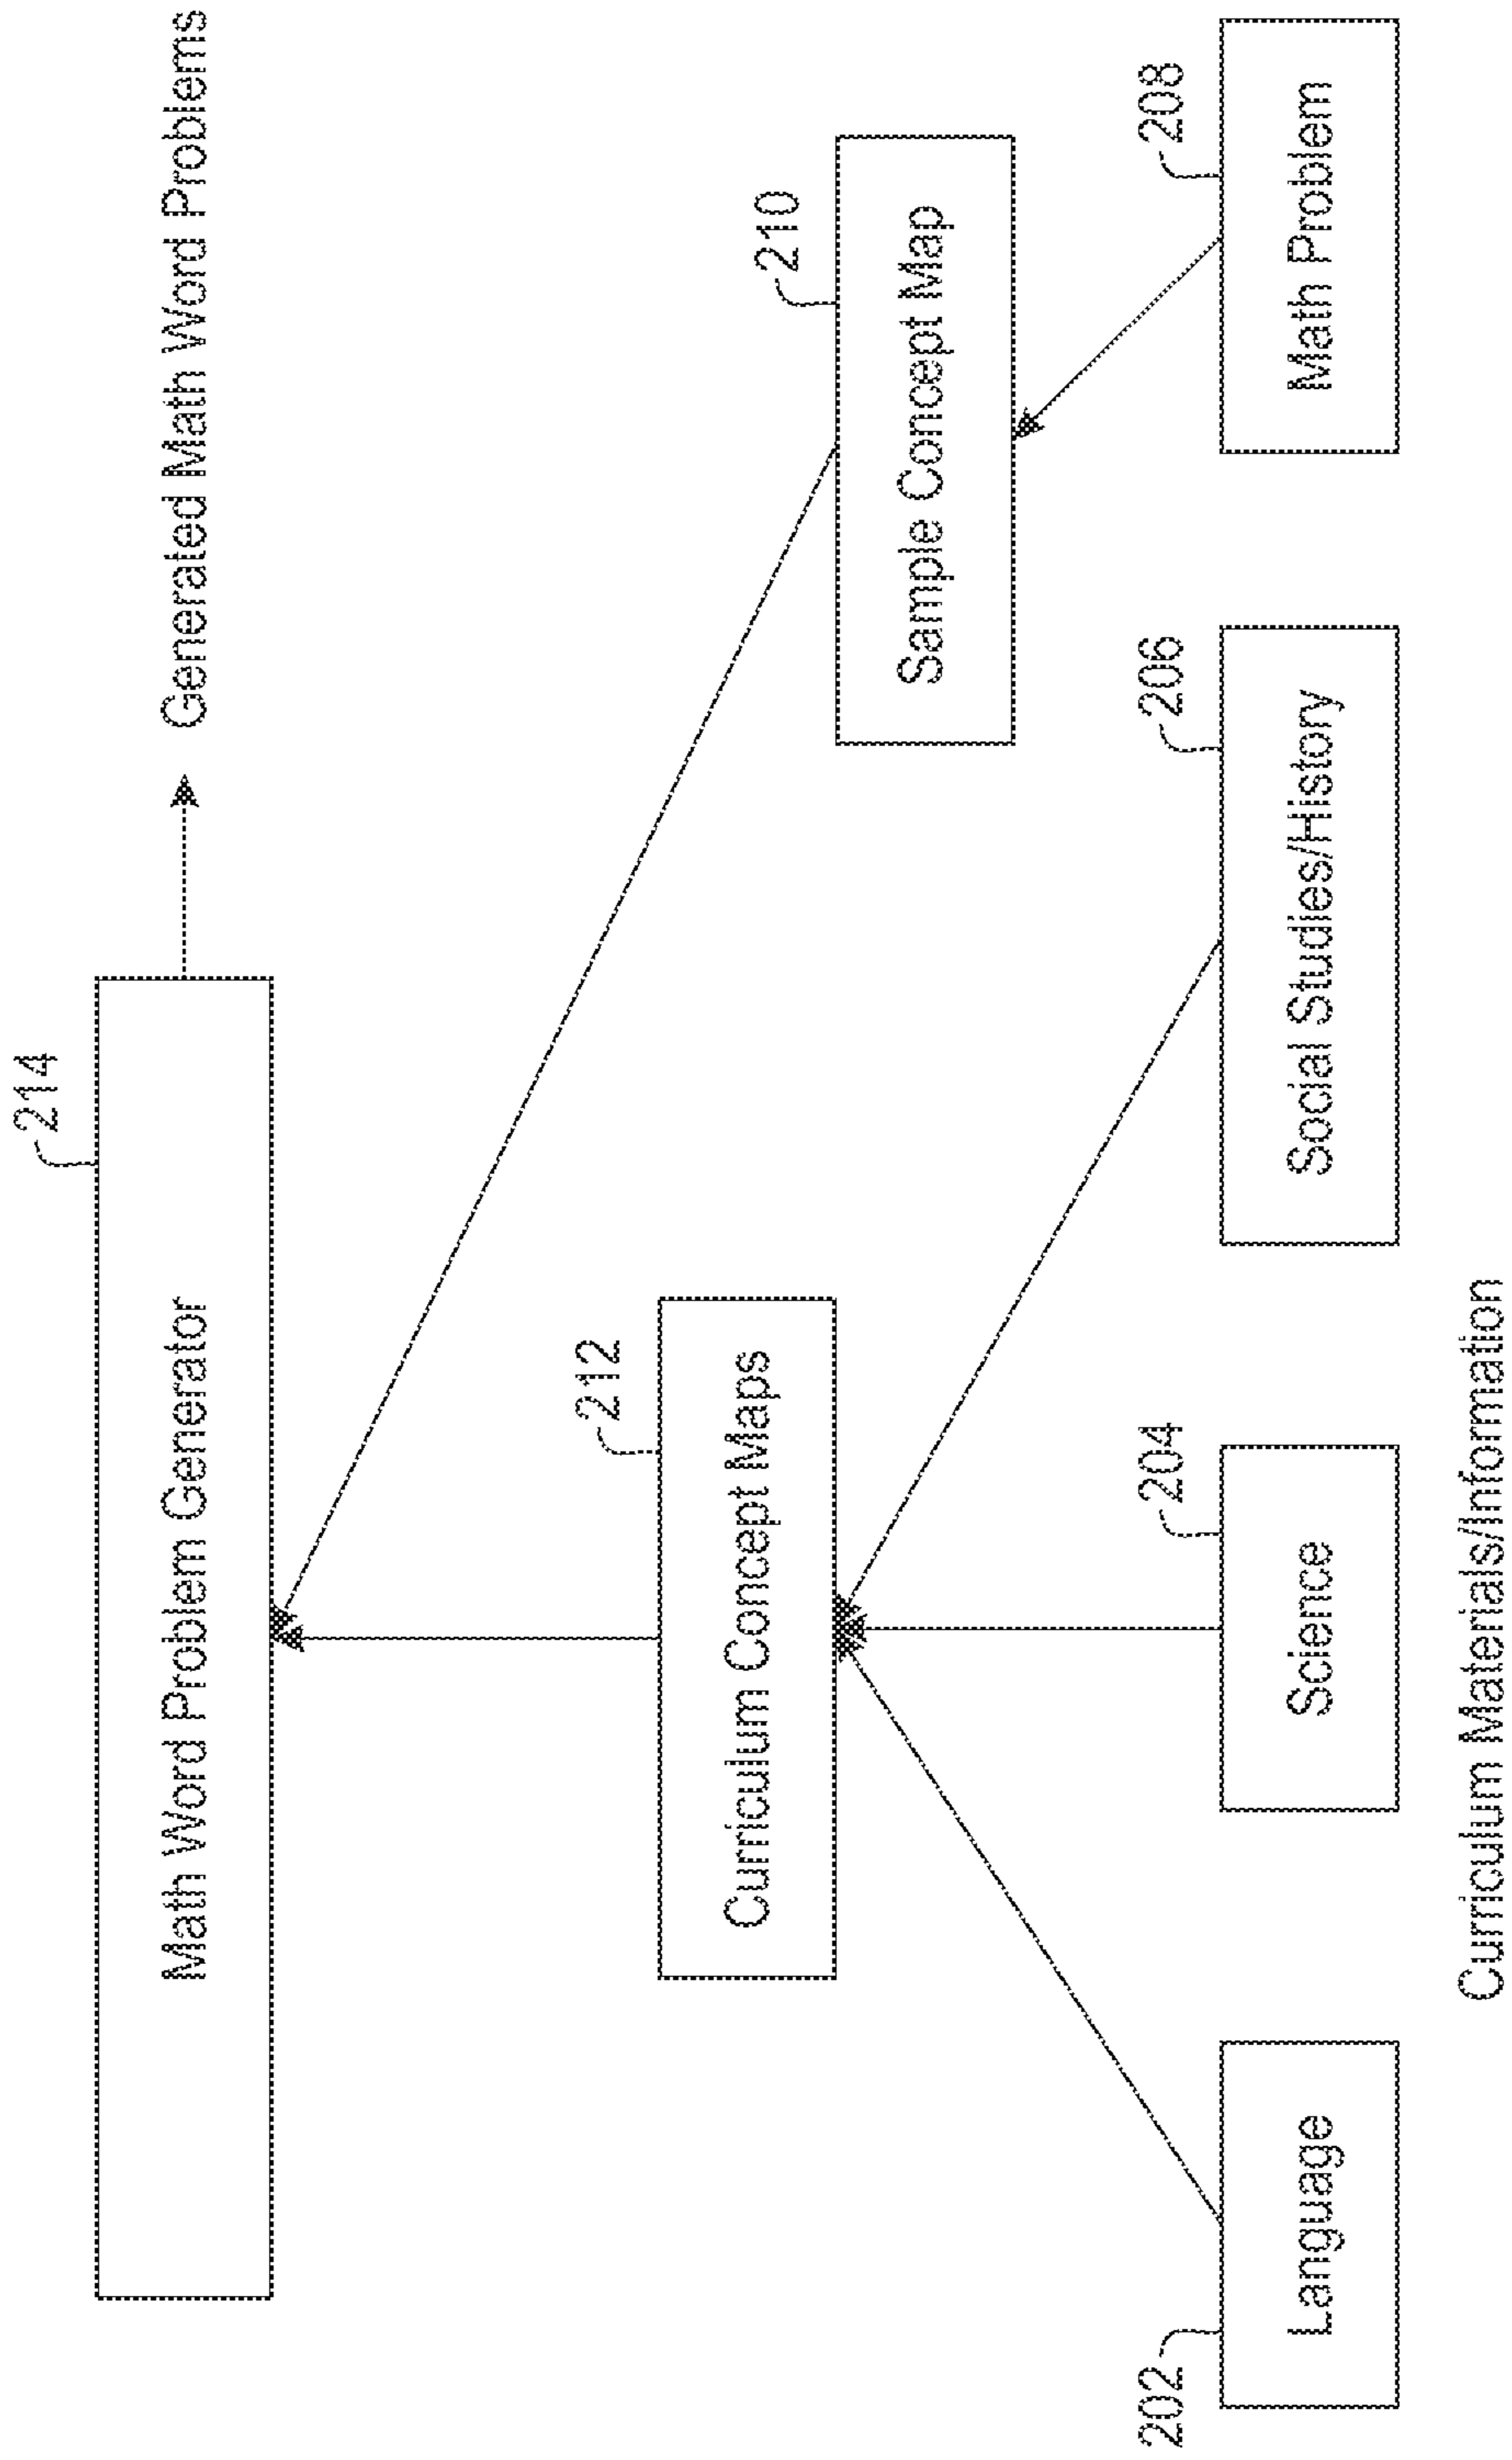 214
Math Word Problem Generator
Generated Math Word Problems
212
Curriculum Concept Maps
210
Sample Concept Map
202
Language
204
Science
206
Social Studies/History
208
Math Problem
Curriculum Materials/Information